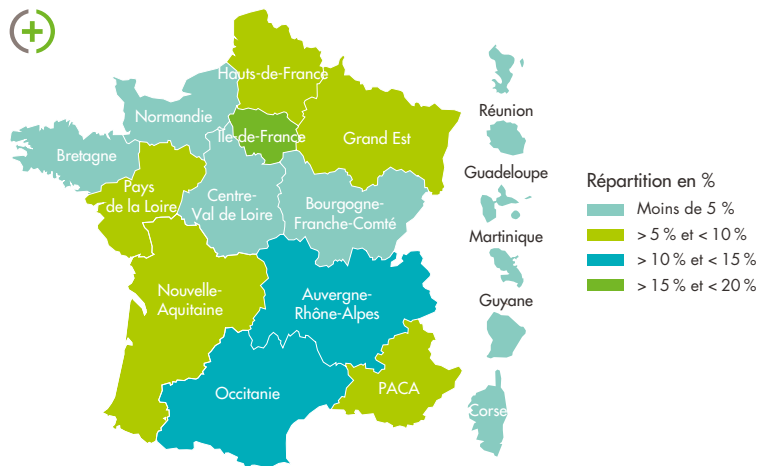 Hauts-de-France
Normandie
Île-de-France
Grand Est
Bretagne
Pays
de la Loire
Centre-
Val de Loire
Bourgogne-
Franche-Comté
Nouvelle-
Aquitaine
Auvergne-
Rhône-Alpes
Occitanie
PACA
Réunion
Guadeloupe
Martinique
Guyane
Corse
Répartition en %
Moins de 5 %
> 5 % et < 10 %
> 10 % et < 15 %
> 15 % et < 20 %